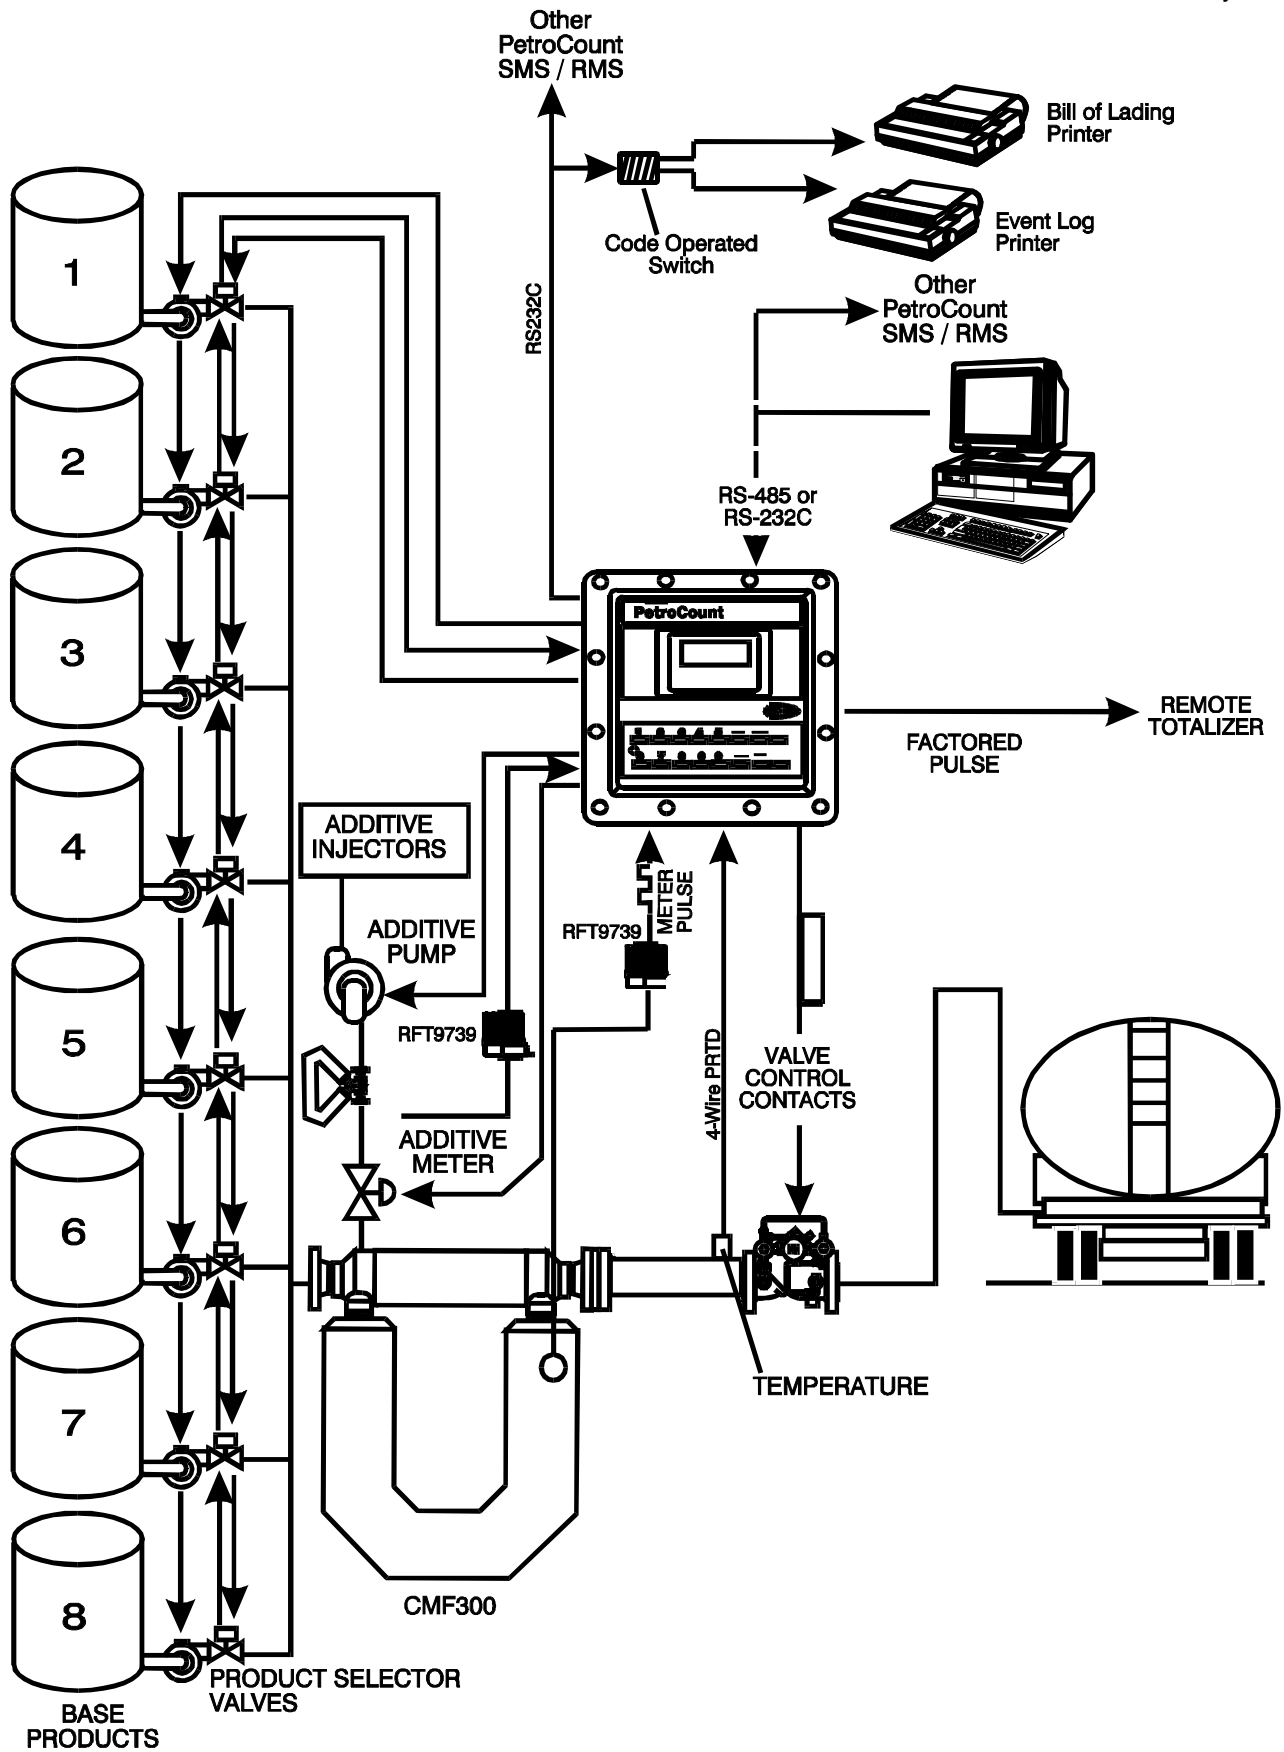 Other
PetroCount
SMS / RMS
Bill of Lading
Printer
Event Log
Printer
Code Operated
Switch
Other
PetroCount
SMS / RMS
RS232C
RS-485 or
RS-232C
PetroCount
REMOTE
TOTALIZER
FACTORED
PULSE
1
2
3
4
5
6
7
8
ADDITIVE
INJECTORS
ADDITIVE
PUMP
RFT9739
METER
PULSE
RFT9739
4-Wire PRTD
VALVE
CONTROL
CONTACTS
ADDITIVE
METER
TEMPERATURE
CMF300
PRODUCT SELECTOR
VALVES
BASE
PRODUCTS